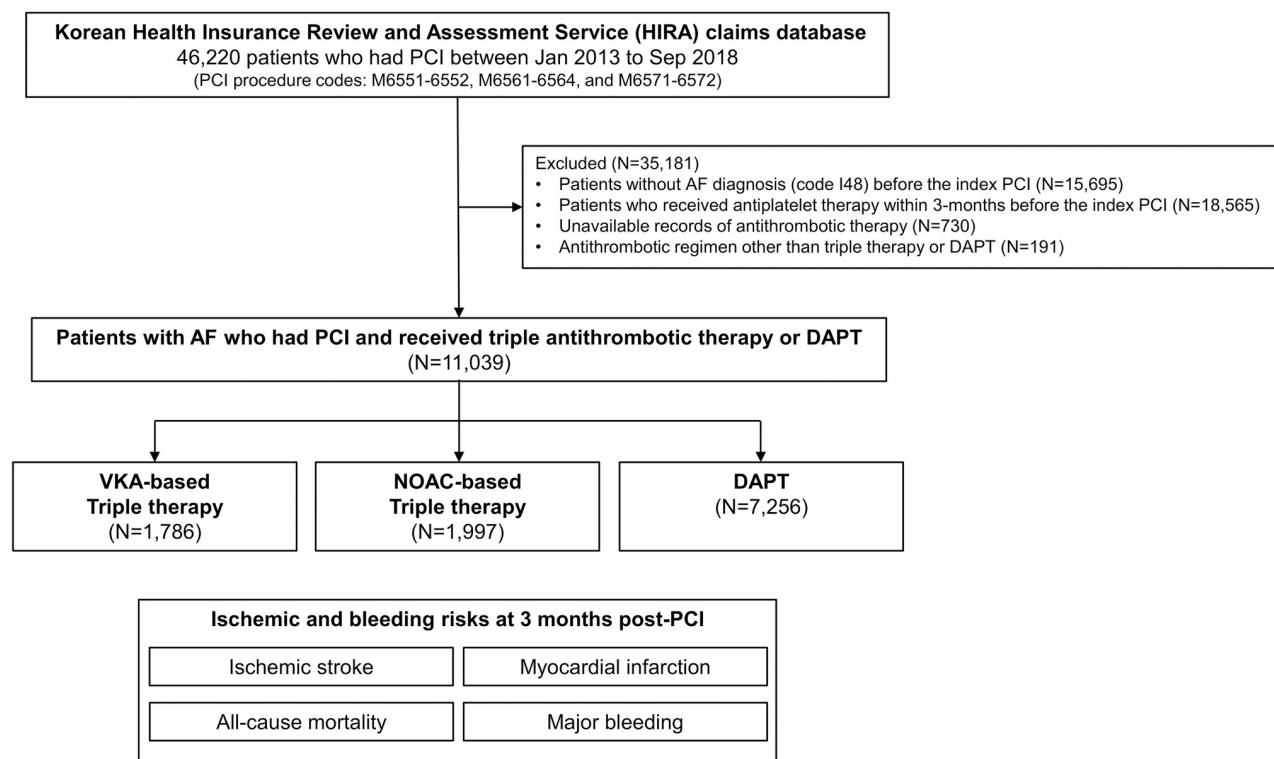 Korean Health Insurance Review and Assessment Service (HIRA) claims database
46,220 patients who had PCI between Jan 2013 to Sep 2018
(PCI procedure codes: M6551-6552, M6561-6564, and M6571-6572)
Excluded (N=35,181)
• Patients without AF diagnosis (code I48) before the index PCI (N=15,695)
• Patients who received antiplatelet therapy within 3-months before the index PCI (N=18,565)
• Unavailable records of antithrombotic therapy (N=730)
• Antithrombotic regimen other than triple therapy or DAPT (N=191)
Patients with AF who had PCI and received triple antithrombotic therapy or DAPT
(N=11,039)
VKA-based
Triple therapy
(N=1,786)
NOAC-based
Triple therapy
(N=1,997)
DAPT
(N=7,256)
Ischemic and bleeding risks at 3 months post-PCI
Ischemic stroke
Myocardial infarction
All-cause mortality
Major bleeding